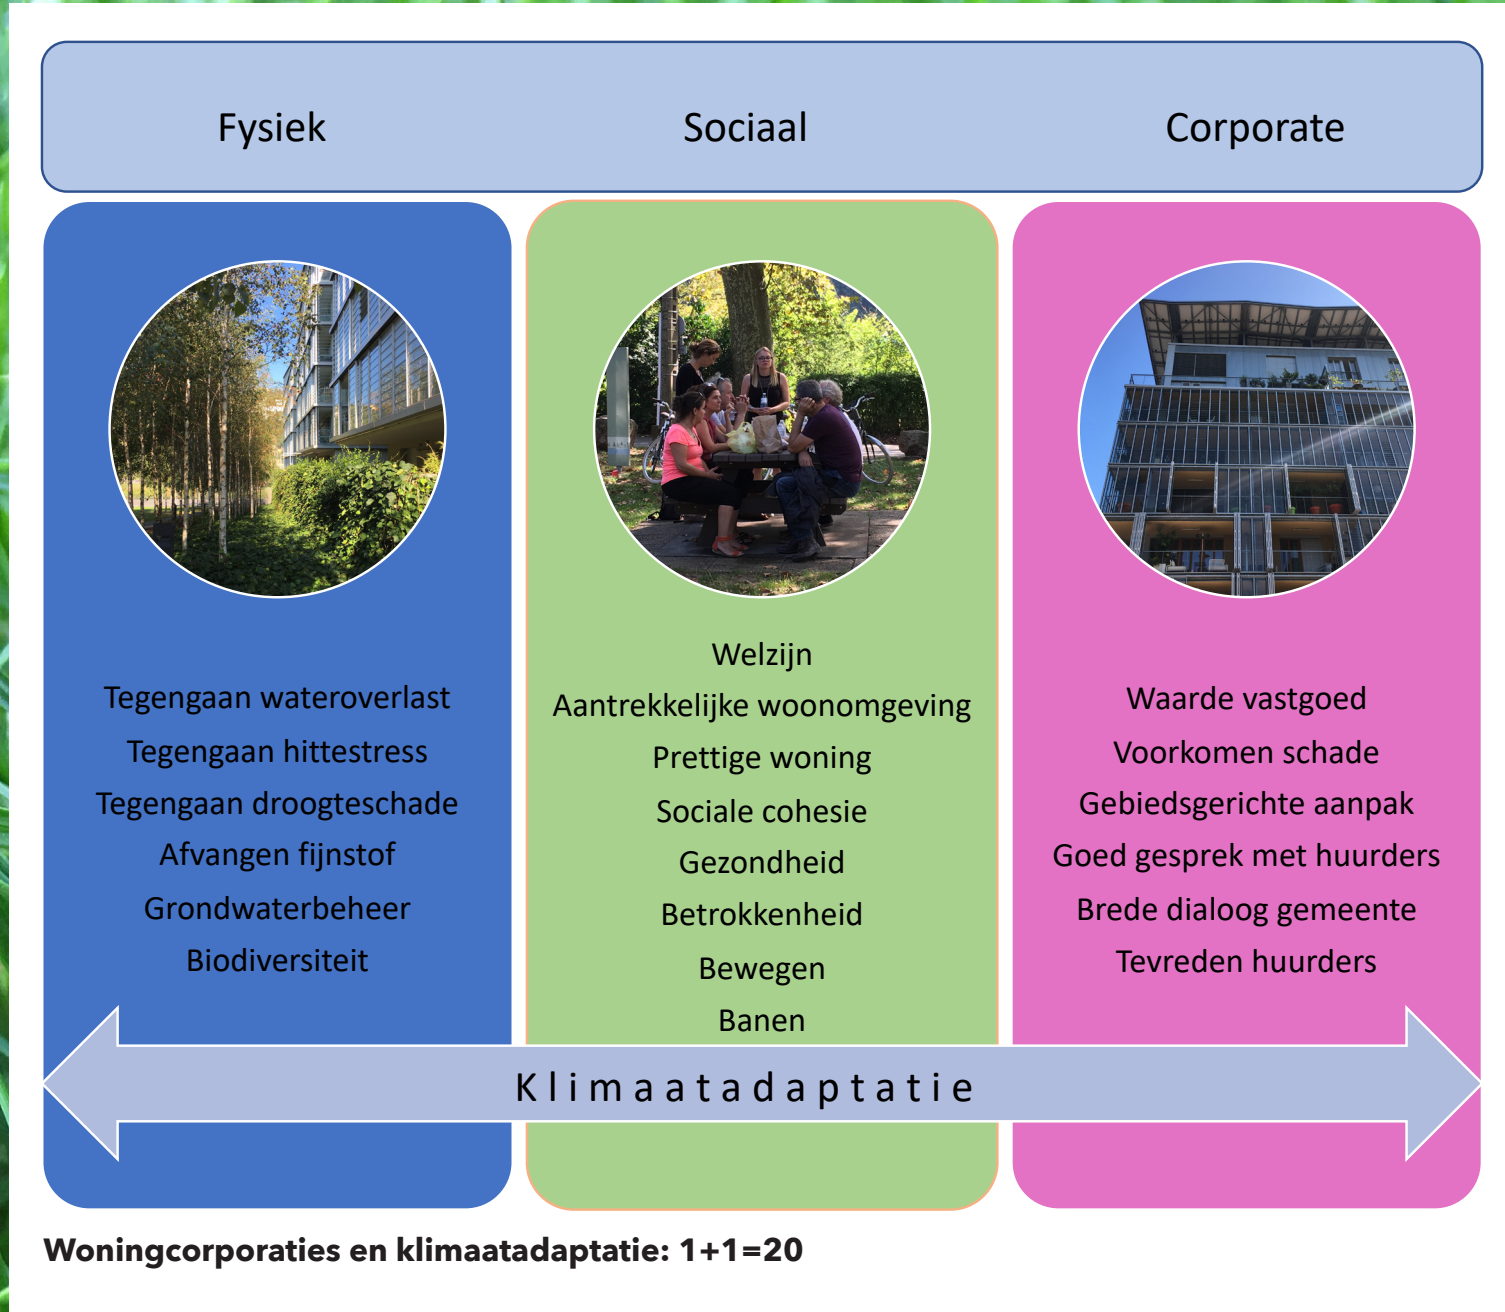 Fysiek
Sociaal
Corporate
Tegengaan wateroverlast
Tegengaan hittestress
Tegengaan droogteschade
Afvangen fijnstof
Grondwaterbeheer
Biodiversiteit
Welzijn
Aantrekkelijke woonomgeving
Prettige woning
Sociale cohesie
Gezondheid
Betrokkenheid
Bewegen
Banen
Waarde vastgoed
Voorkomen schade
Gebiedsgerichte aanpak
Goed gesprek met huurders
Brede dialoog gemeente
Tevreden huurders
Klimaatadaptatie
Woningcorporaties en klimaatadaptatie: 1+1=20